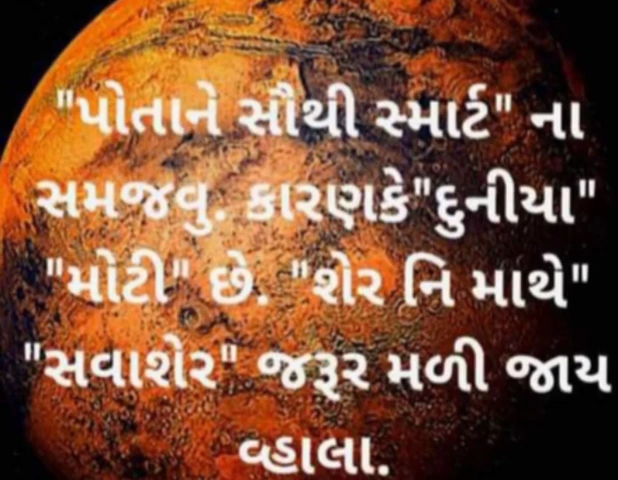 "પોતાને સૌથી સ્માર્ટ" ના
સમજવુ. કારણકે"દુનીયા"
"મોટી" છે. "શેર નિ માથે"
"સવાશેર" જરૂર મળી જાય
વ્હાલા.